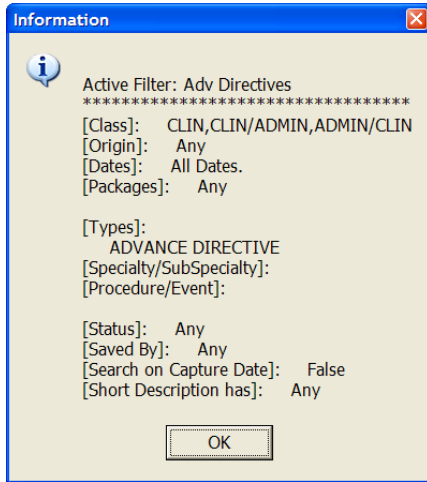 Information
Active Filter: Adv Directives
**********************************
[Class]: CLIN,CLIN/ADMIN,ADMIN/CLIN
[Origin]: Any
[Dates]: All Dates.
[Packages]: Any
[Types]:
ADVANCE DIRECTIVE
[Specialty/SubSpecialty]:
[Procedure/Event]:
[Status]: Any
[Saved By]: Any
[Search on Capture Date]: False
[Short Description has]: Any
OK